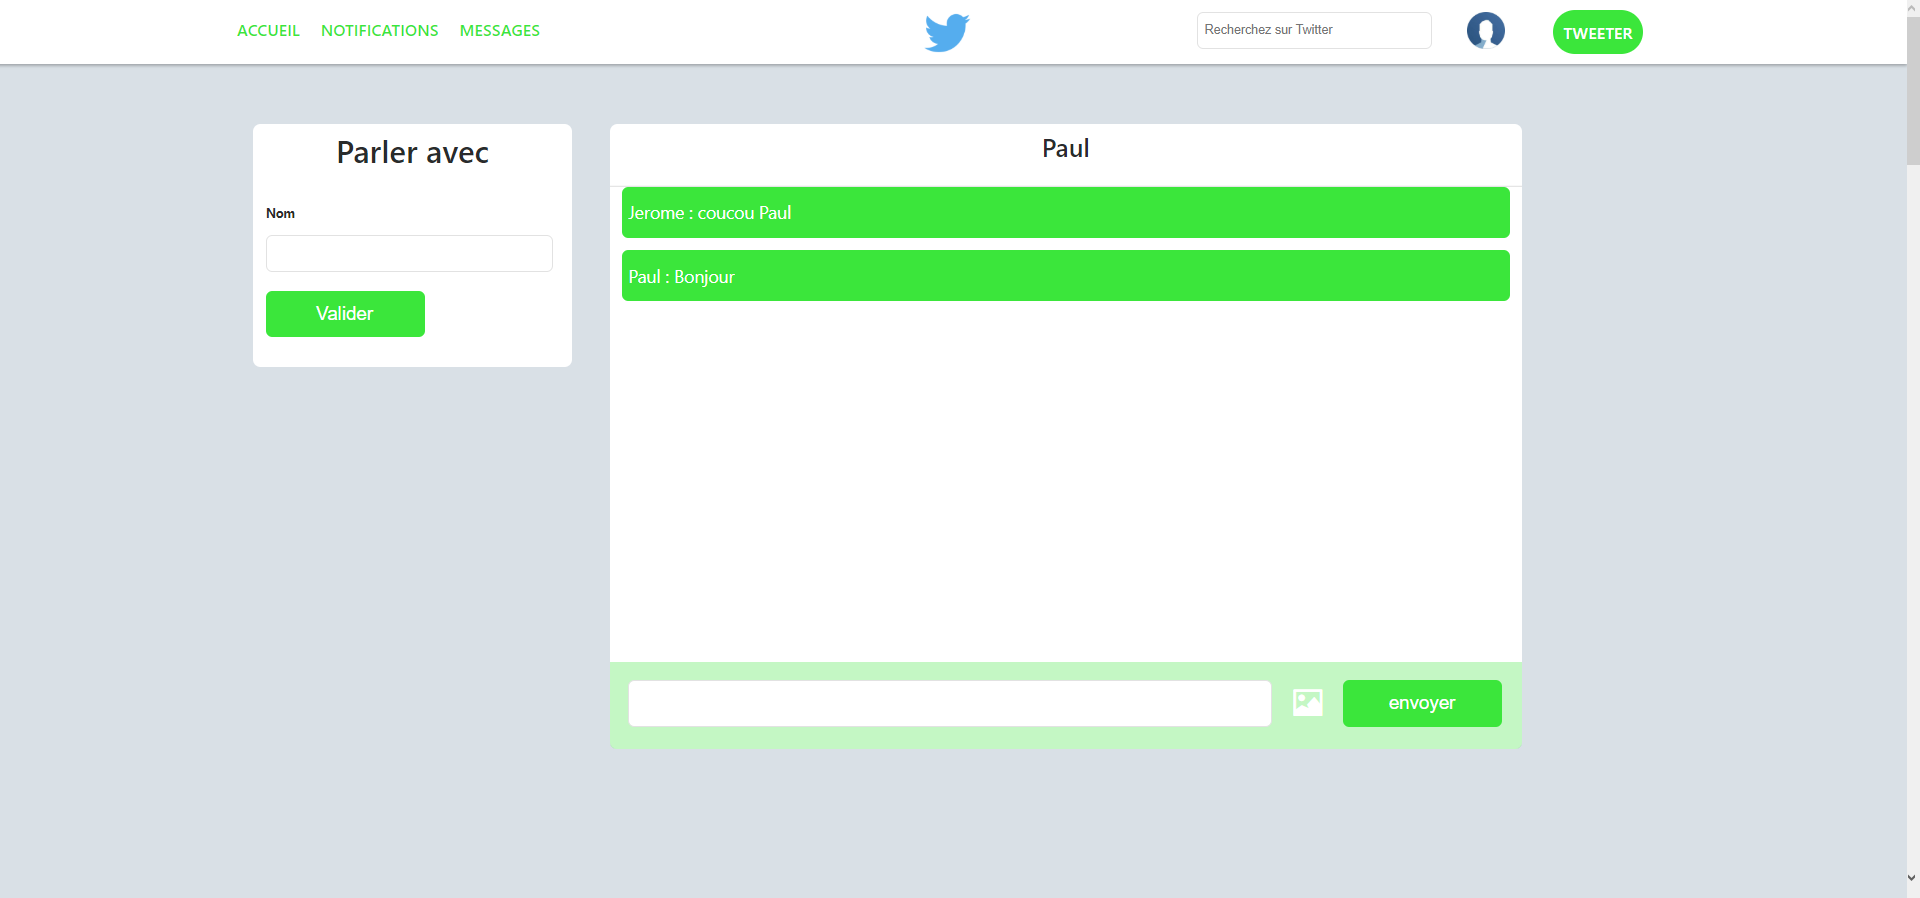 ACCUEIL NOTIFICATIONS MESSAGES Recherchez sur Twitter TWEETER
Parler avec
Nom
Valider
Paul
Jerome : coucou Paul
Paul : Bonjour
envoyer